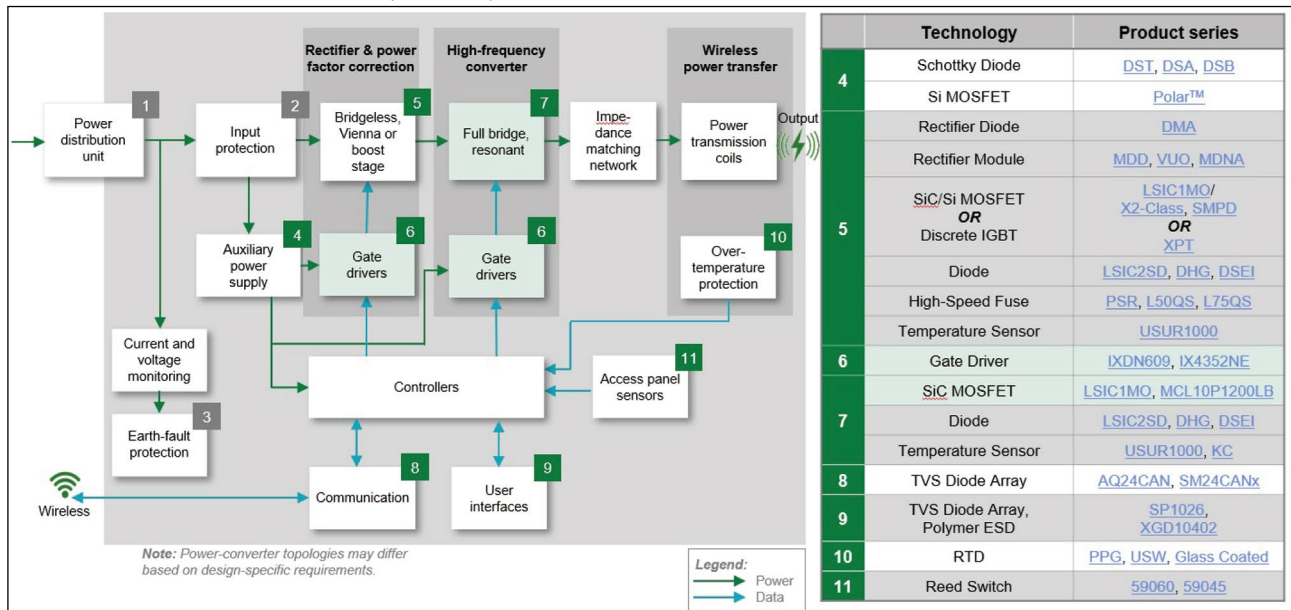 Rectifier & power
factor correction
High-frequency
converter
Wireless
power transfer
1
Power
distribution
unit
2
Input
protection
5
Bridgeless,
Vienna or
boost
stage
7
Full bridge,
resonant
Impe-
dance
matching
network
Power
transmission
coils
Output
4
Auxiliary
power
supply
6
Gate
drivers
6
Gate
drivers
10
Over-
temperature
protection
Current and
voltage
monitoring
Controllers
11
Access panel
sensors
3
Earth-fault
protection
Wireless
8
Communication
9
User
interfaces
Note: Power-converter topologies may differ
based on design-specific requirements.
Legend:
Power
Data
Technology Product series
4
Schottky Diode DST, DSA, DSB
Si MOSFET Polar™
5
Rectifier Diode DMA
Rectifier Module MDD, VUO, MDNA
SiC/Si MOSFET
OR
Discrete IGBT
LSIC1MO/
X2-Class, SMPD
OR
XPT
Diode LSIC2SD, DHG, DSEI
High-Speed Fuse PSR, L50QS, L75QS
Temperature Sensor USUR1000
6 Gate Driver IXDN609, IX4352NE
7
SiC MOSFET LSIC1MO, MCL10P1200LB
Diode LSIC2SD, DHG, DSEI
Temperature Sensor USUR1000, KC
8 TVS Diode Array AQ24CAN, SM24CANx
9
TVS Diode Array,
Polymer ESD
SP1026,
XGD10402
10 RTD PPG, USW, Glass Coated
11 Reed Switch 59060, 59045